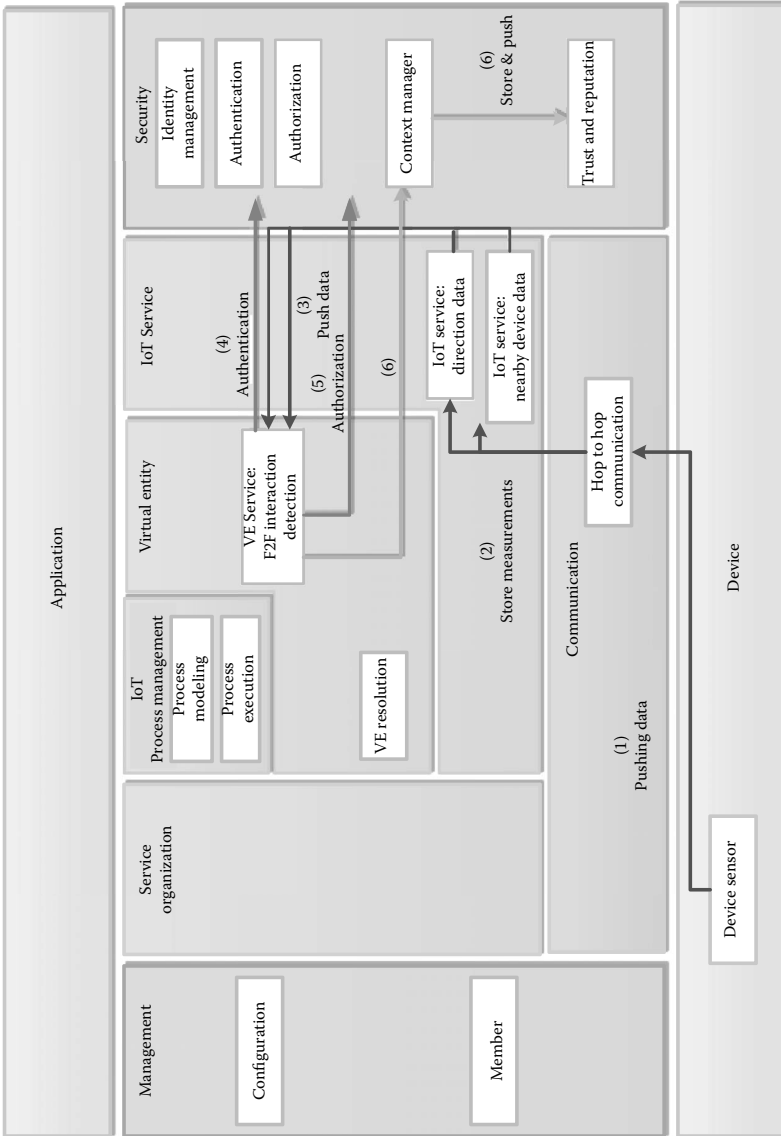 Application
Management
Configuration
Member
Service
organization
IoT
Process management
Process
modeling
Process
execution
VE resolution
Virtual entity
VE Service:
F2F interaction
detection
IoT Service
(4)
Authentication
(3)
Push data
(5)
Authorization
(6)
IoT service:
direction data
IoT service:
nearby device data
(2)
Store measurements
Security
Identity
management
Authentication
Authorization
Context manager
(6)
Store & push
Trust and reputation
Communication
Hop to hop
communication
(1)
Pushing data
Device
Device sensor